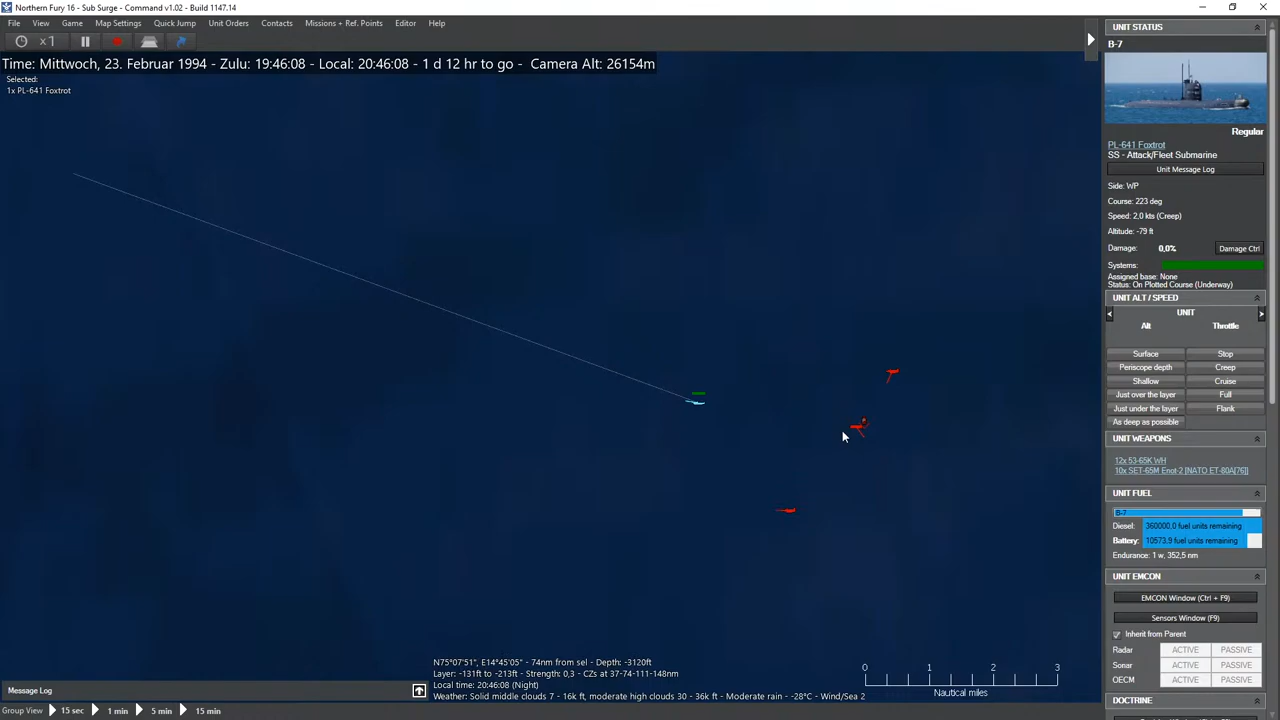 Northern Fury 16 - Sub Surge - Command v1.02 - Build 1147.14
File View Game Map Settings Quick Jump Unit Orders Contacts Missions + Ref. Points Editor Help
x1
Time: Mittwoch, 23. Februar 1994 - Zulu: 19:46:08 - Local: 20:46:08 - 1 d 12 hr to go - Camera Alt: 26154m
Selected:
1x PL-641 Foxtrot
UNIT STATUS
B-7
Regular
PL-641 Foxtrot
SS - Attack/Fleet Submarine
Unit Message Log
Side: WP
Course: 223 deg
Speed: 2,0 kts (Creep)
Altitude: -79 ft
Damage: 0,0% Damage Ctrl
Systems:
Assigned base: None
Status: On Plotted Course (Underway)
UNIT ALT / SPEED
UNIT
Alt Throttle
Surface Stop
Periscope depth Creep
Shallow Cruise
Just over the layer Full
Just under the layer Flank
As deep as possible
UNIT WEAPONS
12x 53-65K WH
10x SET-65M Enot-2 [NATO ET-80A[76]]
UNIT FUEL
B-7
Diesel: 360000,0 fuel units remaining
Battery: 10573,9 fuel units remaining
Endurance: 1 w, 352,5 nm
UNIT EMCON
EMCON Window (Ctrl + F9)
Sensors Window (F9)
Inherit from Parent
Radar ACTIVE PASSIVE
Sonar ACTIVE PASSIVE
OECM ACTIVE PASSIVE
DOCTRINE
N75°07'51", E14°45'05" - 74nm from sel - Depth: -3120ft
Layer: -131ft to -213ft - Strength: 0,3 - CZs at 37-74-111-148nm
Local time: 20:46:08 (Night)
Weather: Solid middle clouds 7 - 16k ft, moderate high clouds 30 - 36k ft - Moderate rain - -28°C - Wind/Sea 2
0 1 2 3
Nautical miles
Message Log
Group View 15 sec 1 min 5 min 15 min